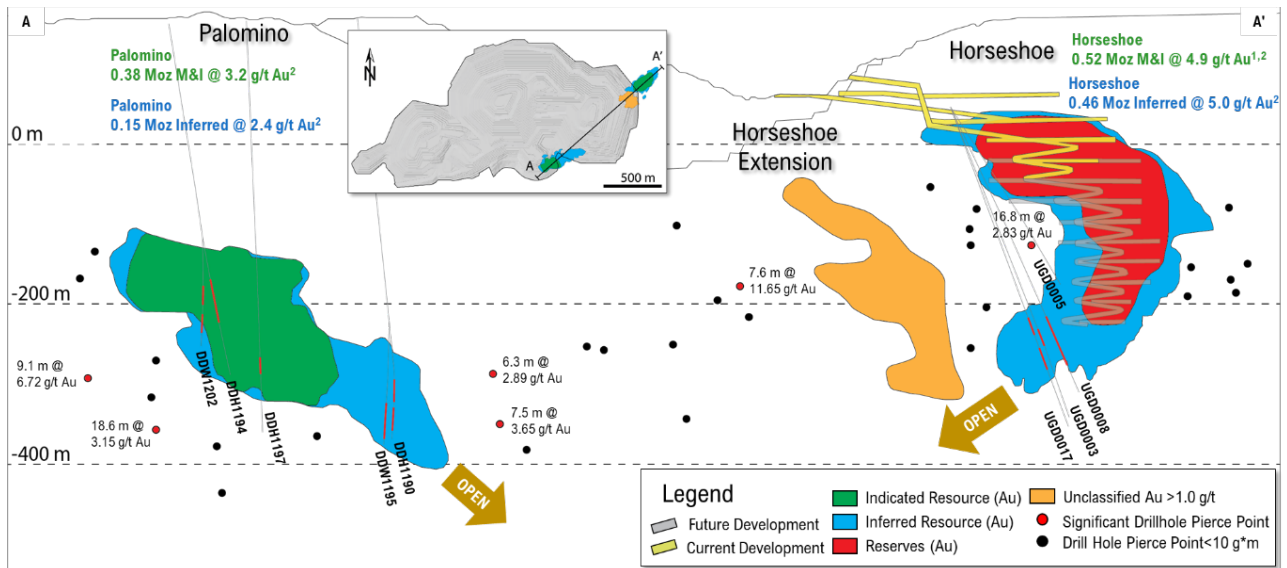 A
A'
Palomino
Palomino
0.38 Moz M&I @ 3.2 g/t Au²
Palomino
0.15 Moz Inferred @ 2.4 g/t Au²
N
A'
A
500 m
Horseshoe
Horseshoe
0.52 Moz M&I @ 4.9 g/t Au¹,²
Horseshoe
0.46 Moz Inferred @ 5.0 g/t Au²
Horseshoe
Extension
0 m
-200 m
-400 m
16.8 m @
2.83 g/t Au
7.6 m @
11.65 g/t Au
9.1 m @
6.72 g/t Au
18.6 m @
3.15 g/t Au
6.3 m @
2.89 g/t Au
7.5 m @
3.65 g/t Au
DDW1202
DDH1194
DDH1197
DDW1195
DDH1190
UGD0005
UGD0008
UGD0003
UGD0017
OPEN
OPEN
Legend
Future Development
Current Development
Indicated Resource (Au)
Inferred Resource (Au)
Reserves (Au)
Unclassified Au >1.0 g/t
Significant Drillhole Pierce Point
Drill Hole Pierce Point<10 g*m